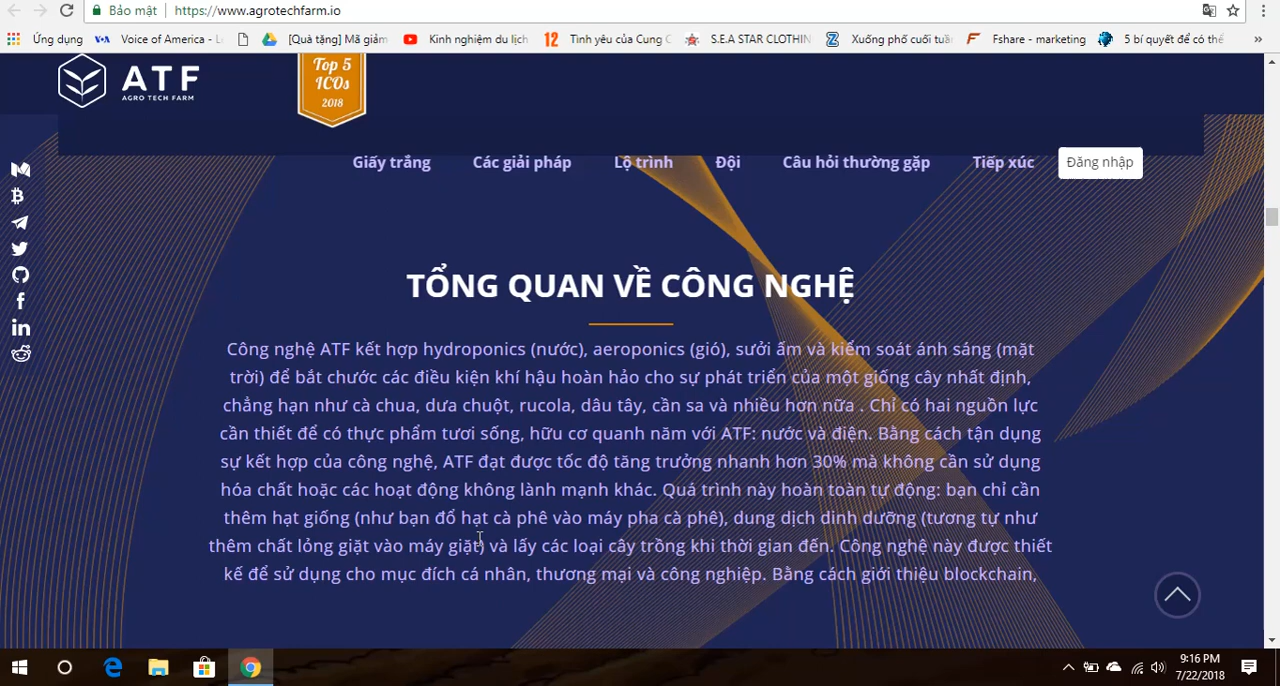 Bảo mật
https://www.agrotechfarm.io
Ứng dụng
Voice of America - L
[Quà tặng] Mã giảm
Kinh nghiệm du lịch
12
Tình yêu của Cung C
S.E.A STAR CLOTHIN
Xuống phố cuối tuần
Fshare - marketing
5 bí quyết để có thể
»
ATF
AGRO TECH FARM
Top 5
ICOs
2018
Giấy trắng
Các giải pháp
Lộ trình
Đội
Câu hỏi thường gặp
Tiếp xúc
Đăng nhập
TỔNG QUAN VỀ CÔNG NGHỆ
Công nghệ ATF kết hợp hydroponics (nước), aeroponics (gió), sưởi ấm và kiểm soát ánh sáng (mặt
trời) để bắt chước các điều kiện khí hậu hoàn hảo cho sự phát triển của một giống cây nhất định,
chẳng hạn như cà chua, dưa chuột, rucola, dâu tây, cần sa và nhiều hơn nữa . Chỉ có hai nguồn lực
cần thiết để có thực phẩm tươi sống, hữu cơ quanh năm với ATF: nước và điện. Bằng cách tận dụng
sự kết hợp của công nghệ, ATF đạt được tốc độ tăng trưởng nhanh hơn 30% mà không cần sử dụng
hóa chất hoặc các hoạt động không lành mạnh khác. Quá trình này hoàn toàn tự động: bạn chỉ cần
thêm hạt giống (như bạn đổ hạt cà phê vào máy pha cà phê), dung dịch dinh dưỡng (tương tự như
thêm chất lỏng giặt vào máy giặt) và lấy các loại cây trồng khi thời gian đến. Công nghệ này được thiết
kế để sử dụng cho mục đích cá nhân, thương mại và công nghiệp. Bằng cách giới thiệu blockchain,
9:16 PM
7/22/2018